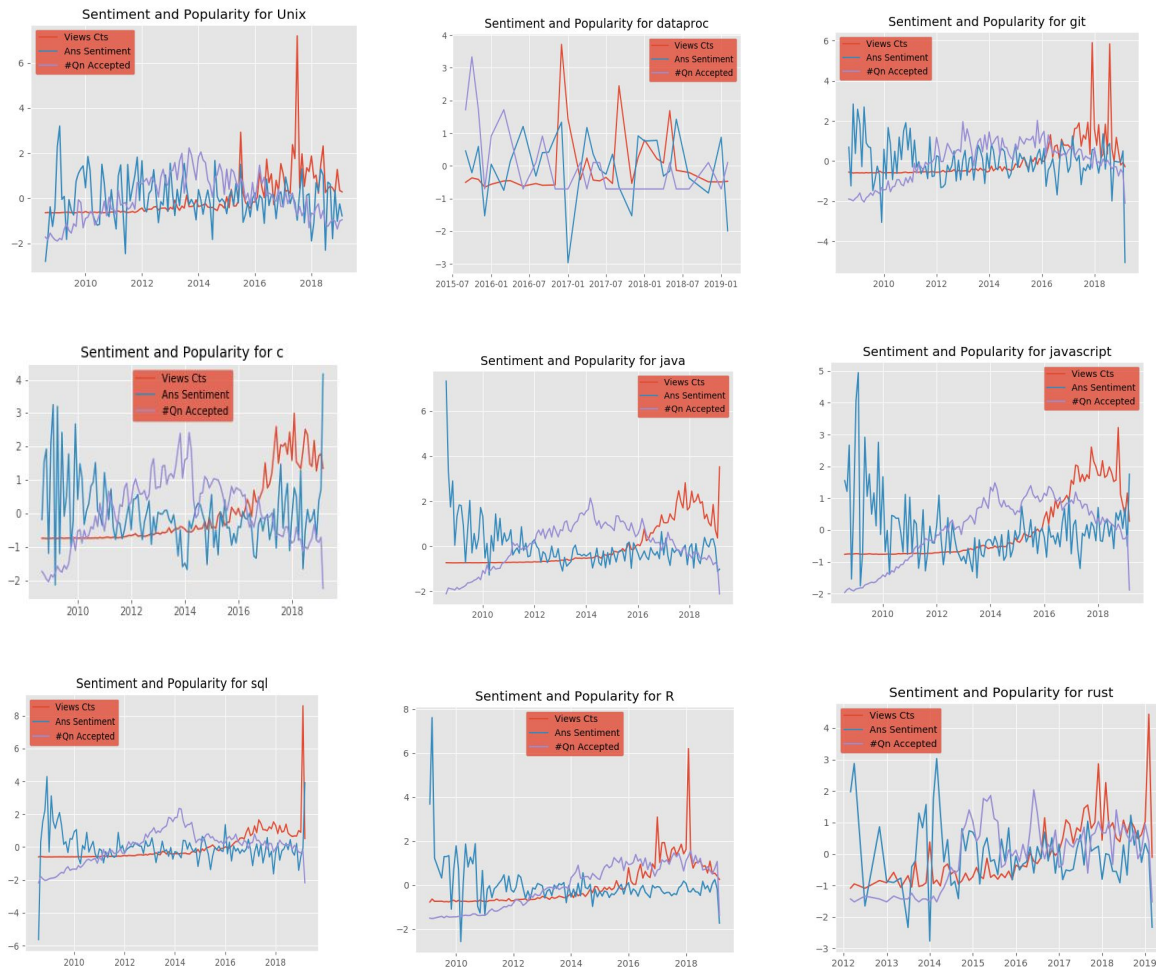 Sentiment and Popularity for Unix
Views Cts
Ans Sentiment
#Qn Accepted
6
4
2
0
−2
2010 2012 2014 2016 2018
Sentiment and Popularity for dataproc
Views Cts
Ans Sentiment
#Qn Accepted
4
3
2
1
0
−1
−2
−3
2015-07 2016-01 2016-07 2017-01 2017-07 2018-01 2018-07 2019-01
Sentiment and Popularity for git
Views Cts
Ans Sentiment
#Qn Accepted
6
4
2
0
−2
−4
2010 2012 2014 2016 2018
Sentiment and Popularity for c
Views Cts
Ans Sentiment
#Qn Accepted
4
3
2
1
0
−1
−2
2010 2012 2014 2016 2018
Sentiment and Popularity for java
Views Cts
Ans Sentiment
#Qn Accepted
6
4
2
0
−2
2010 2012 2014 2016 2018
Sentiment and Popularity for javascript
Views Cts
Ans Sentiment
#Qn Accepted
5
4
3
2
1
0
−1
−2
2010 2012 2014 2016 2018
Sentiment and Popularity for sql
Views Cts
Ans Sentiment
#Qn Accepted
8
6
4
2
0
−2
−4
−6
2010 2012 2014 2016 2018
Sentiment and Popularity for R
Views Cts
Ans Sentiment
#Qn Accepted
8
6
4
2
0
−2
2010 2012 2014 2016 2018
Sentiment and Popularity for rust
Views Cts
Ans Sentiment
#Qn Accepted
4
3
2
1
0
−1
−2
−3
2012 2013 2014 2015 2016 2017 2018 2019